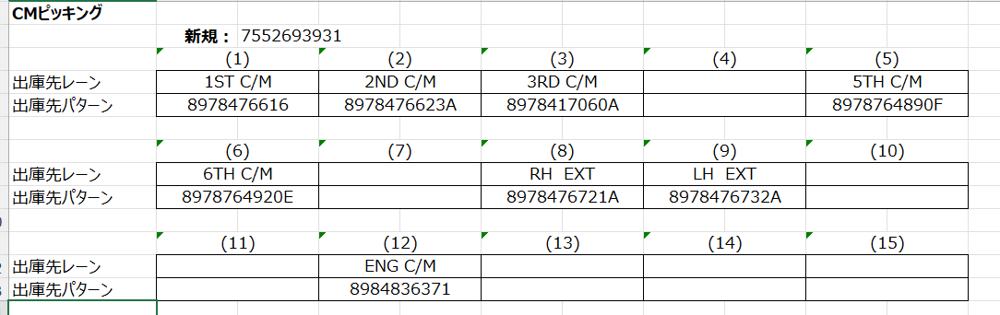 CMピッキング
新規： 7552693931
(1) (2) (3) (4) (5)
出庫先レーン 1ST C/M 2ND C/M 3RD C/M 5TH C/M
出庫先パターン 8978476616 8978476623A 8978417060A 8978764890F
(6) (7) (8) (9) (10)
出庫先レーン 6TH C/M RH EXT LH EXT
出庫先パターン 8978764920E 8978476721A 8978476732A
(11) (12) (13) (14) (15)
出庫先レーン ENG C/M
出庫先パターン 8984836371